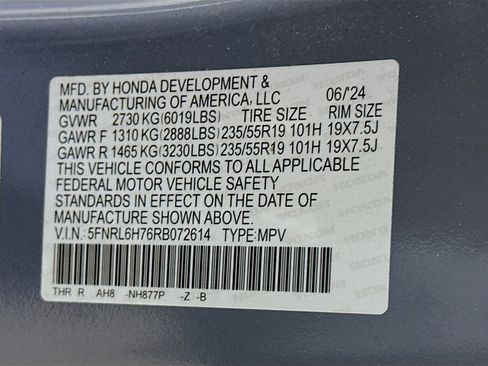 MFD. BY HONDA DEVELOPMENT &
MANUFACTURING OF AMERICA, LLC 06/'24
GVWR 2730 KG(6019LBS) TIRE SIZE RIM SIZE
GAWR F 1310 KG(2888LBS) 235/55R19 101H 19X7.5J
GAWR R 1465 KG(3230LBS) 235/55R19 101H 19X7.5J
THIS VEHICLE CONFORMS TO ALL APPLICABLE
FEDERAL MOTOR VEHICLE SAFETY
STANDARDS IN EFFECT ON THE DATE OF
MANUFACTURE SHOWN ABOVE.
V.I.N.: 5FNRL6H76RB072614 TYPE:MPV
THR R AH8 -NH877P -Z -B